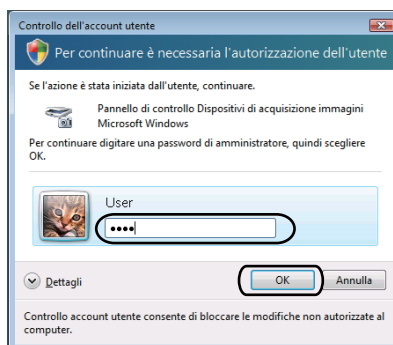 Controllo dell'account utente
Per continuare è necessaria l'autorizzazione dell'utente
Se l'azione è stata iniziata dall'utente, continuare.
Pannello di controllo Dispositivi di acquisizione immagini
Microsoft Windows
Per continuare digitare una password di amministratore, quindi scegliere
OK.
User
••••
Dettagli
OK
Annulla
Controllo account utente consente di bloccare le modifiche non autorizzate al
computer.